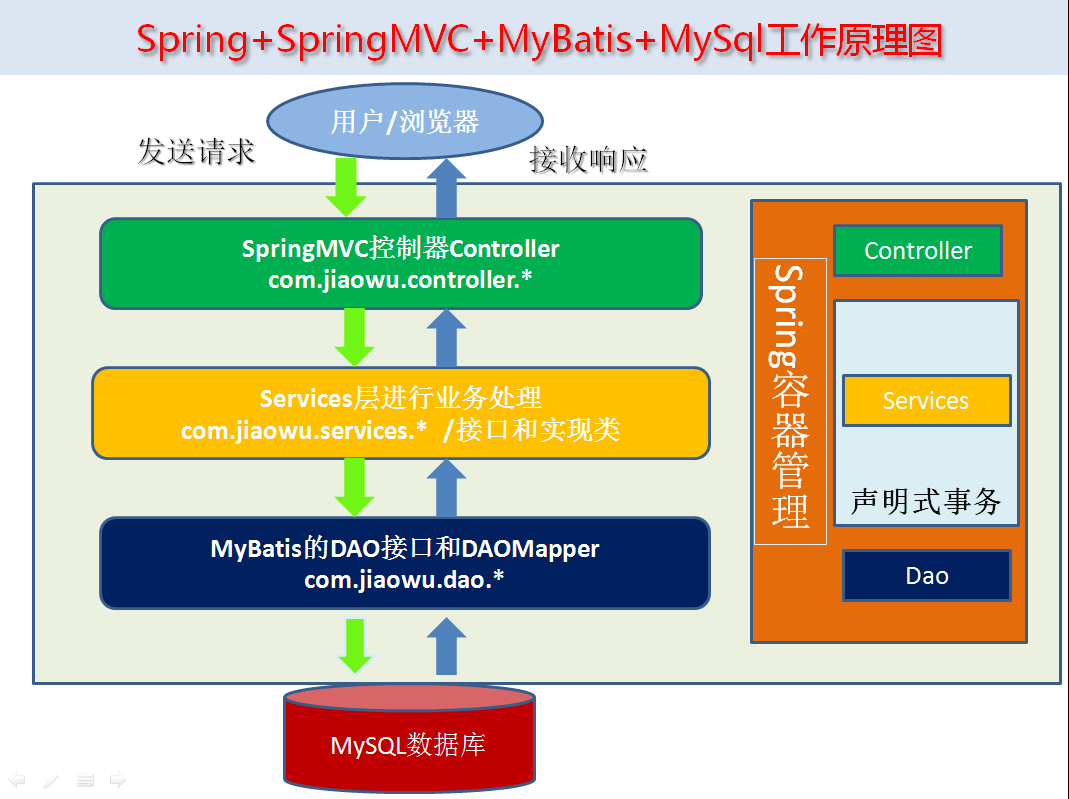 Spring+SpringMVC+MyBatis+MySql工作原理图
用户/浏览器
发送请求
接收响应
SpringMVC控制器Controller
com.jiaowu.controller.*
Services层进行业务处理
com.jiaowu.services.* /接口和实现类
MyBatis的DAO接口和DAOMapper
com.jiaowu.dao.*
MySQL数据库
Spring容器管理
Controller
Services
声明式事务
Dao